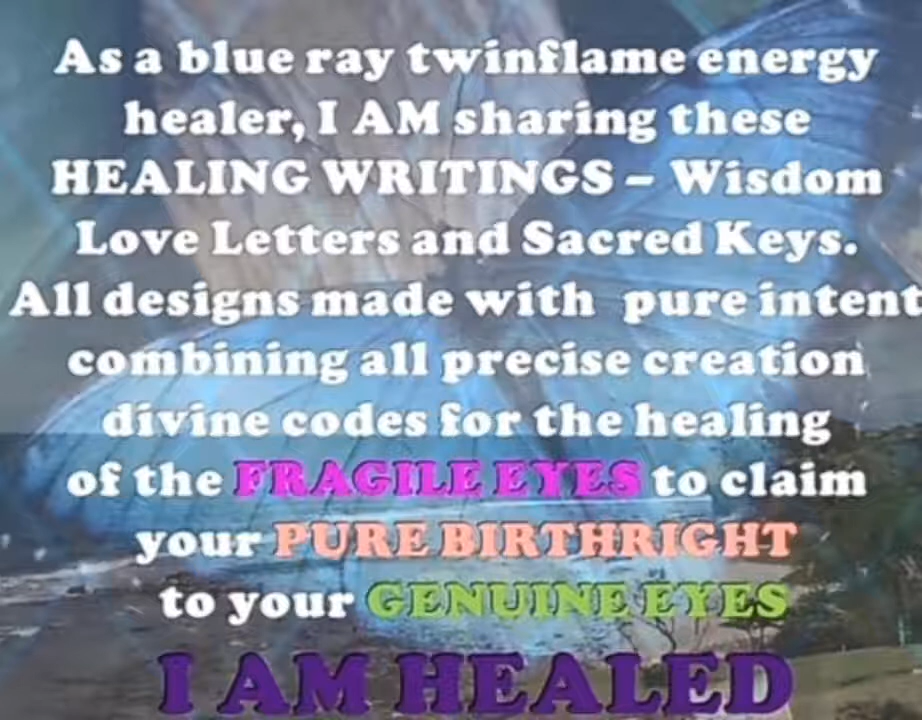 As a blue ray twinflame energy
healer, I AM sharing these
HEALING WRITINGS – Wisdom
Love Letters and Sacred Keys.
All designs made with pure intent
combining all precise creation
divine codes for the healing
of the FRAGILE EYES to claim
your PURE BIRTHRIGHT
to your GENUINE EYES
I AM HEALED